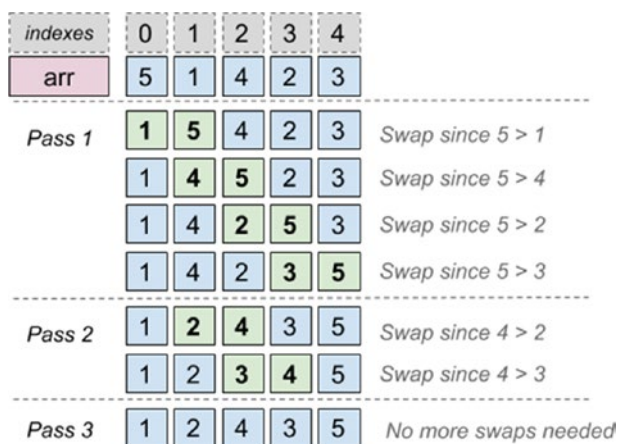 indexes 0 1 2 3 4
arr 5 1 4 2 3
Pass 1 1 5 4 2 3 Swap since 5 > 1
1 4 5 2 3 Swap since 5 > 4
1 4 2 5 3 Swap since 5 > 2
1 4 2 3 5 Swap since 5 > 3
Pass 2 1 2 4 3 5 Swap since 4 > 2
1 2 3 4 5 Swap since 4 > 3
Pass 3 1 2 4 3 5 No more swaps needed